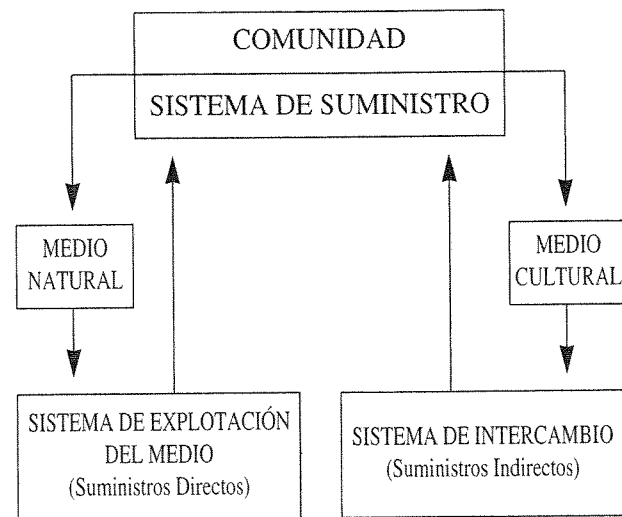 COMUNIDAD
SISTEMA DE SUMINISTRO
MEDIO
NATURAL
MEDIO
CULTURAL
SISTEMA DE EXPLOTACIÓN
DEL MEDIO
(Suministros Directos)
SISTEMA DE INTERCAMBIO
(Suministros Indirectos)